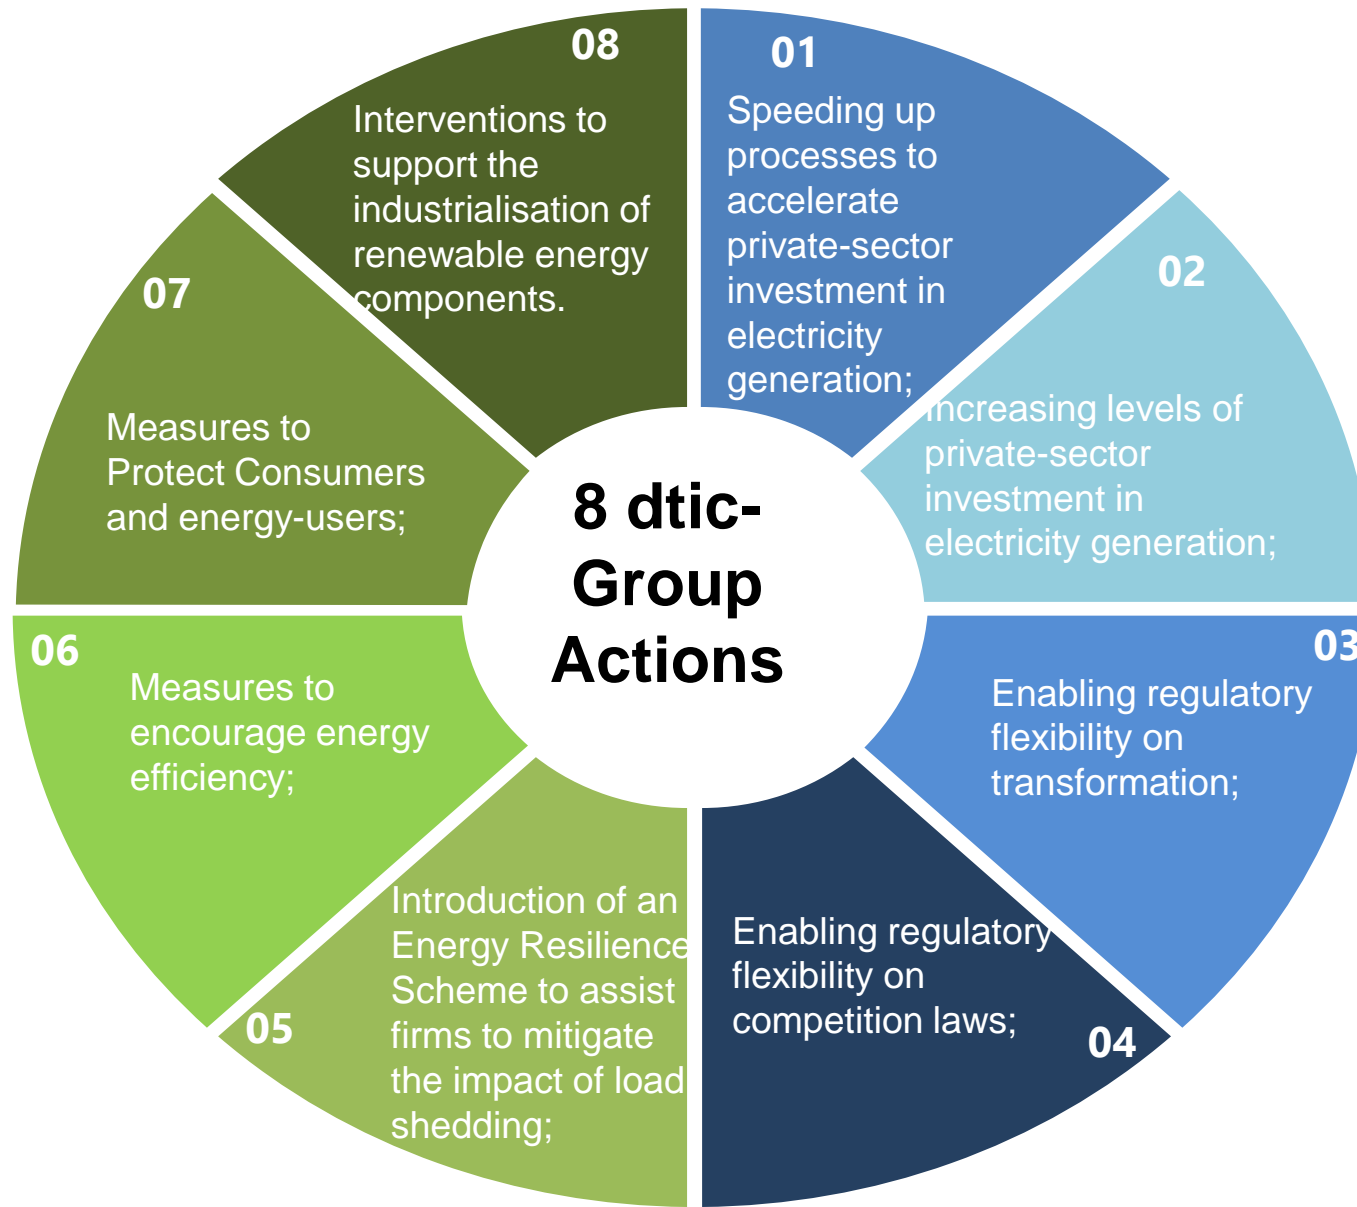 01
Speeding up
processes to
accelerate
private-sector
investment in
electricity
generation;
02
Increasing levels of
private-sector
investment in
electricity generation;
03
Enabling regulatory
flexibility on
transformation;
04
Enabling regulatory
flexibility on
competition laws;
05
Introduction of an
Energy Resilience
Scheme to assist
firms to mitigate
the impact of load
shedding;
06
Measures to
encourage energy
efficiency;
07
Measures to
Protect Consumers
and energy-users;
08
Interventions to
support the
industrialisation of
renewable energy
components.
8 dtic-
Group
Actions